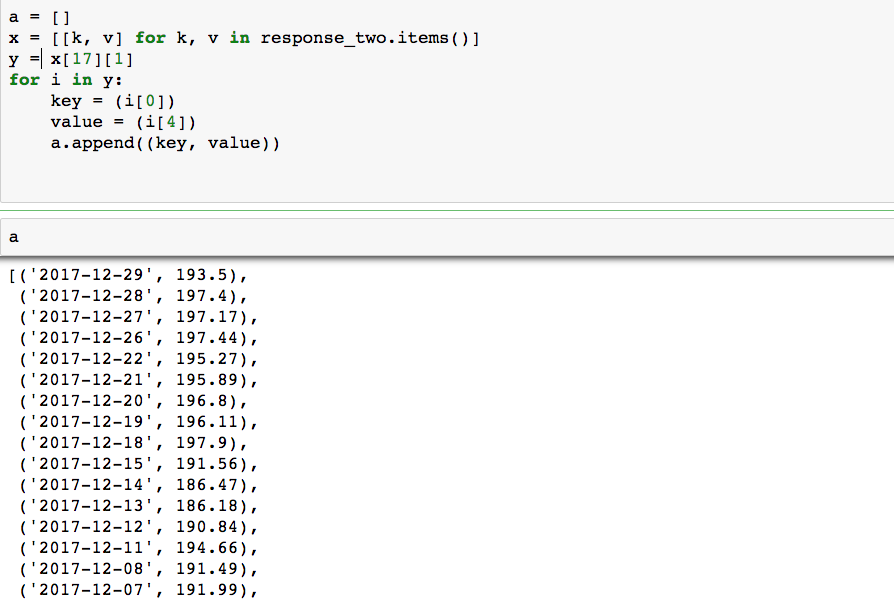 a = []
x = [[k, v] for k, v in response_two.items()]
y = x[17][1]
for i in y:
    key = (i[0])
    value = (i[4])
    a.append((key, value))
a
[('2017-12-29', 193.5),
 ('2017-12-28', 197.4),
 ('2017-12-27', 197.17),
 ('2017-12-26', 197.44),
 ('2017-12-22', 195.27),
 ('2017-12-21', 195.89),
 ('2017-12-20', 196.8),
 ('2017-12-19', 196.11),
 ('2017-12-18', 197.9),
 ('2017-12-15', 191.56),
 ('2017-12-14', 186.47),
 ('2017-12-13', 186.18),
 ('2017-12-12', 190.84),
 ('2017-12-11', 194.66),
 ('2017-12-08', 191.49),
 ('2017-12-07', 191.99),